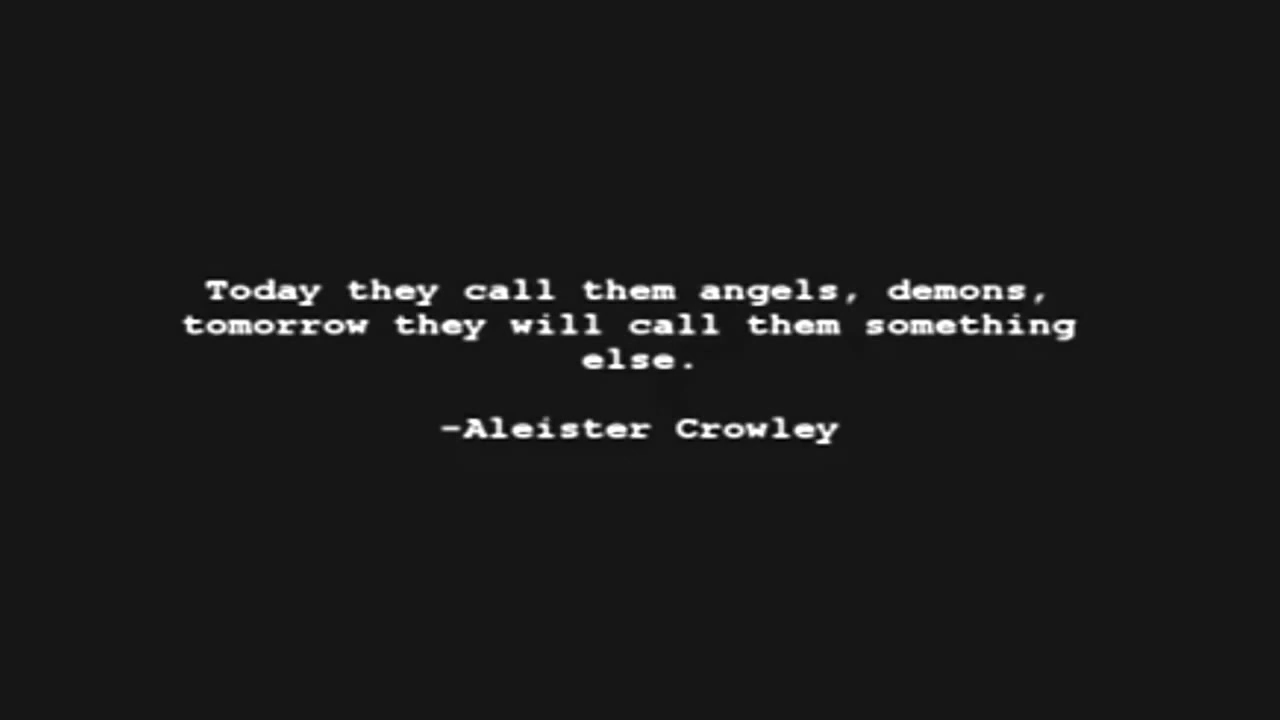 Today they call them angels, demons,
tomorrow they will call them something
else.
-Aleister Crowley